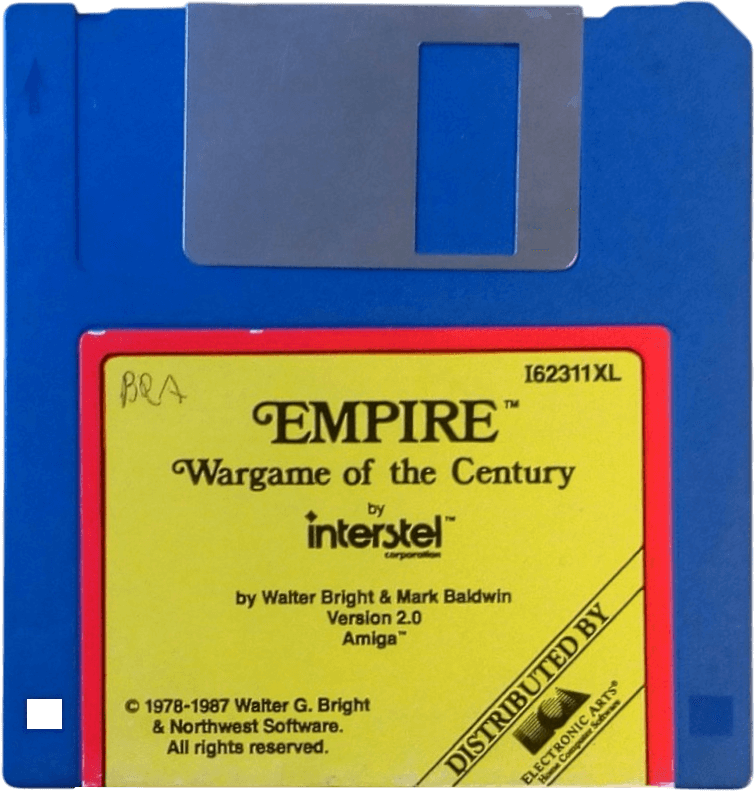 BRA
I62311XL
EMPIRE™
Wargame of the Century
by
interstel™
corporation
by Walter Bright & Mark Baldwin
Version 2.0
Amiga™
© 1978-1987 Walter G. Bright
& Northwest Software.
All rights reserved.
DISTRIBUTED BY
ELECTRONIC ARTS®
Home Computer Software